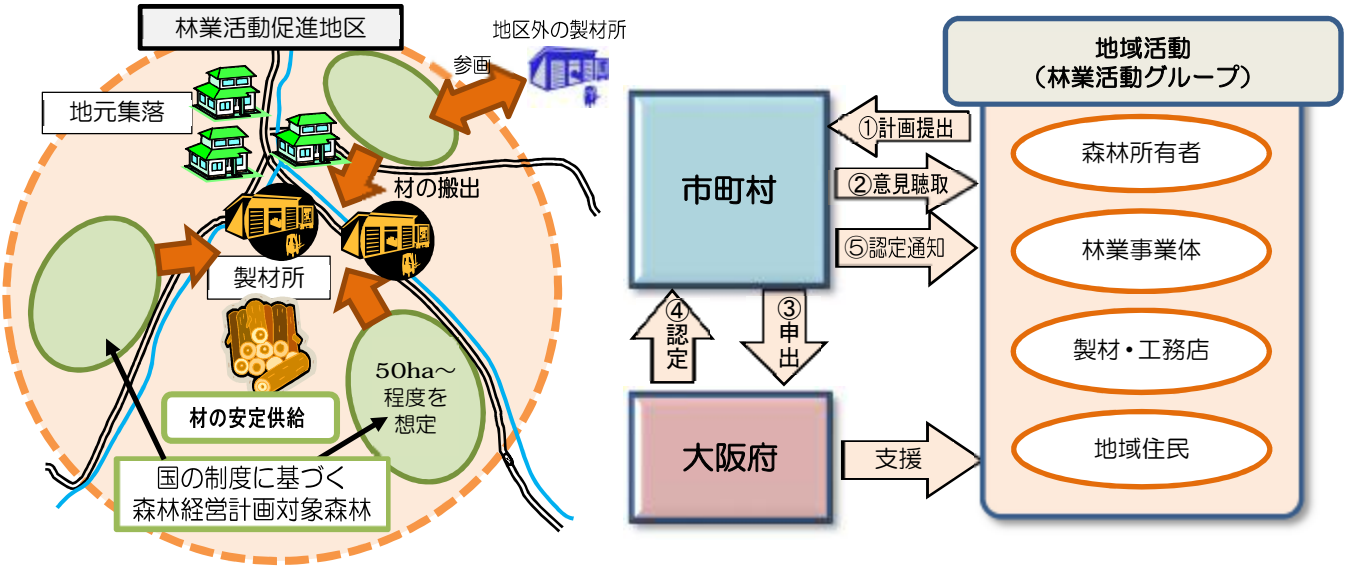 林業活動促進地区
地区外の製材所
参画
地元集落
材の搬出
製材所
50ha～
程度を
想定
材の安定供給
国の制度に基づく
森林経営計画対象森林
地域活動
（林業活動グループ）
市町村
①計画提出
②意見聴取
⑤認定通知
④認定
③申出
大阪府
支援
森林所有者
林業事業体
製材・工務店
地域住民